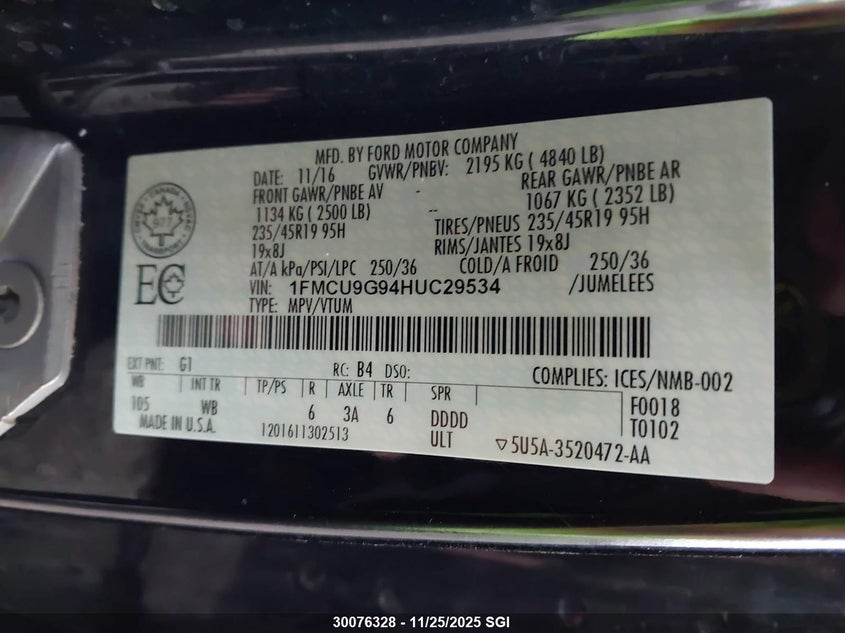 MFD. BY FORD MOTOR COMPANY
DATE: 11/16 GVWR/PNBV: 2195 KG ( 4840 LB)
FRONT GAWR/PNBE AV - REAR GAWR/PNBE AR
1134 KG ( 2500 LB) -- 1067 KG ( 2352 LB)
235/45R19 95H TIRES/PNEUS 235/45R19 95H
19x8J RIMS/JANTES 19x8J
AT/A kPa/PSI/LPC 250/36 COLD/A FROID 250/36
VIN: 1FMCU9G94HUC29534 /JUMELEES
TYPE: MPV/VTUM
EC
CANADA
TRANSPORT
EXT PNT: G1 RC: B4 DSO: COMPLIES: ICES/NMB-002
WB INT TR TP/PS R AXLE TR SPR F0018
105 WB 6 3A 6 DDDD T0102
MADE IN U.S.A. 1201611302513 ULT ▽5U5A-3520472-AA
30076328 - 11/25/2025 SGI